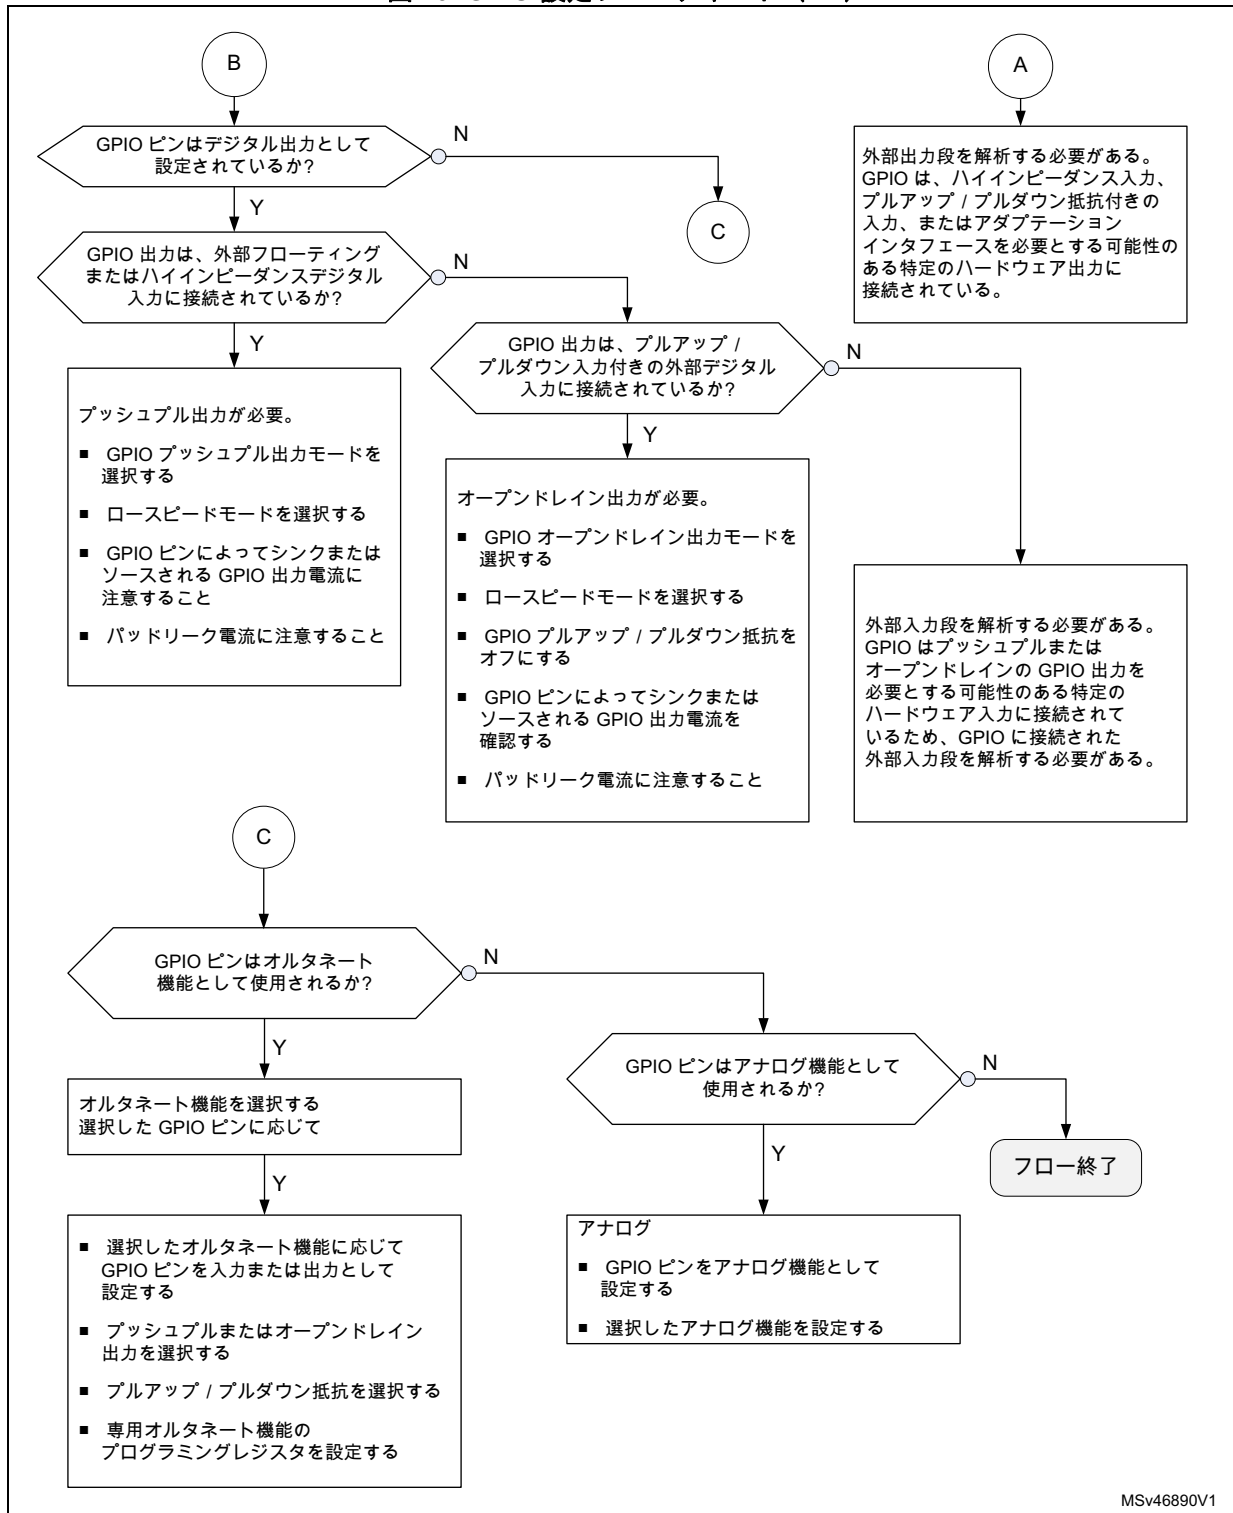 B
GPIO ピンはデジタル出力として
設定されているか?
N
Y
C
GPIO 出力は、外部フローティング
またはハイインピーダンスデジタル
入力に接続されているか?
N
Y
GPIO 出力は、プルアップ /
プルダウン入力付きの外部デジタル
入力に接続されているか?
N
Y
プッシュプル出力が必要。
■ GPIO プッシュプル出力モードを
選択する
■ ロースピードモードを選択する
■ GPIO ピンによってシンクまたは
ソースされる GPIO 出力電流に
注意すること
■ パッドリーク電流に注意すること
オープンドレイン出力が必要。
■ GPIO オープンドレイン出力モードを
選択する
■ ロースピードモードを選択する
■ GPIO プルアップ / プルダウン抵抗を
オフにする
■ GPIO ピンによってシンクまたは
ソースされる GPIO 出力電流を
確認する
■ パッドリーク電流に注意すること
A
外部出力段を解析する必要がある。
GPIO は、ハイインピーダンス入力、
プルアップ / プルダウン抵抗付きの
入力、またはアダプテーション
インタフェースを必要とする可能性の
ある特定のハードウェア出力に
接続されている。
外部入力段を解析する必要がある。
GPIO はプッシュプルまたは
オープンドレインの GPIO 出力を
必要とする可能性のある特定の
ハードウェア入力に接続されて
いるため、GPIO に接続された
外部入力段を解析する必要がある。
C
GPIO ピンはオルタネート
機能として使用されるか?
N
Y
オルタネート機能を選択する
選択した GPIO ピンに応じて
Y
■ 選択したオルタネート機能に応じて
GPIO ピンを入力または出力として
設定する
■ プッシュプルまたはオープンドレイン
出力を選択する
■ プルアップ / プルダウン抵抗を選択する
■ 専用オルタネート機能の
プログラミングレジスタを設定する
GPIO ピンはアナログ機能として
使用されるか?
N
Y
フロー終了
アナログ
■ GPIO ピンをアナログ機能として
設定する
■ 選択したアナログ機能を設定する
MSv46890V1